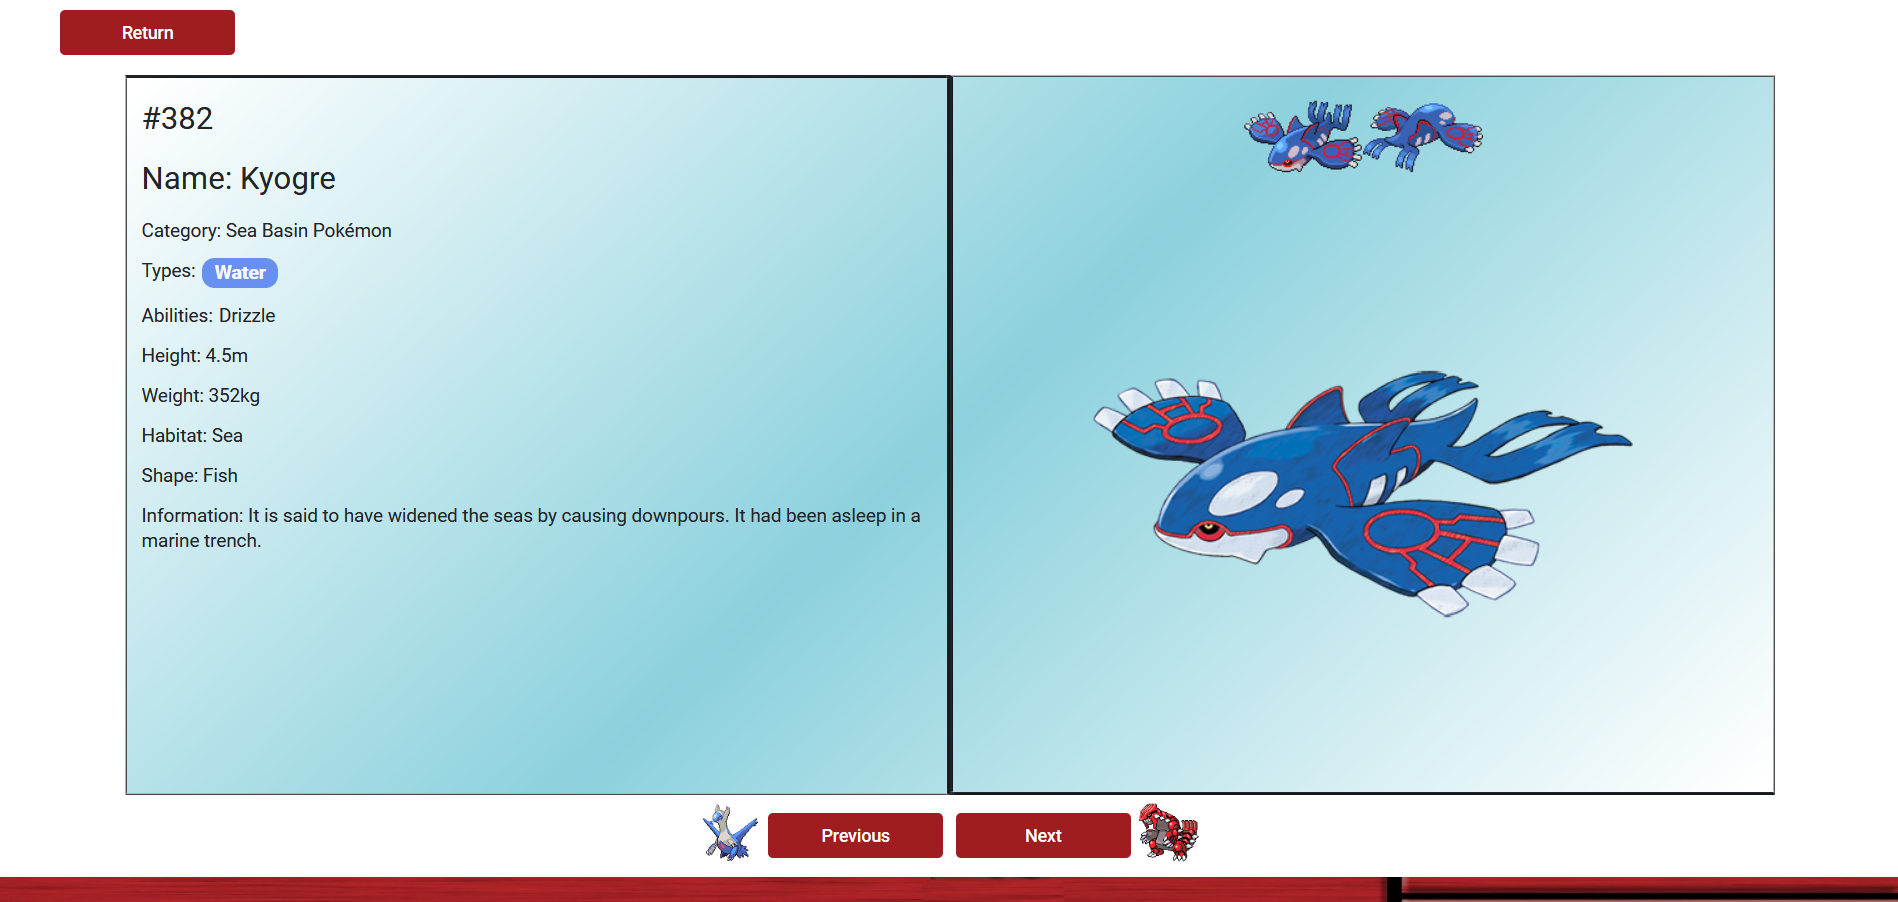 Return
#382
Name: Kyogre
Category: Sea Basin Pokémon
Types: Water
Abilities: Drizzle
Height: 4.5m
Weight: 352kg
Habitat: Sea
Shape: Fish
Information: It is said to have widened the seas by causing downpours. It had been asleep in a
marine trench.
Previous
Next